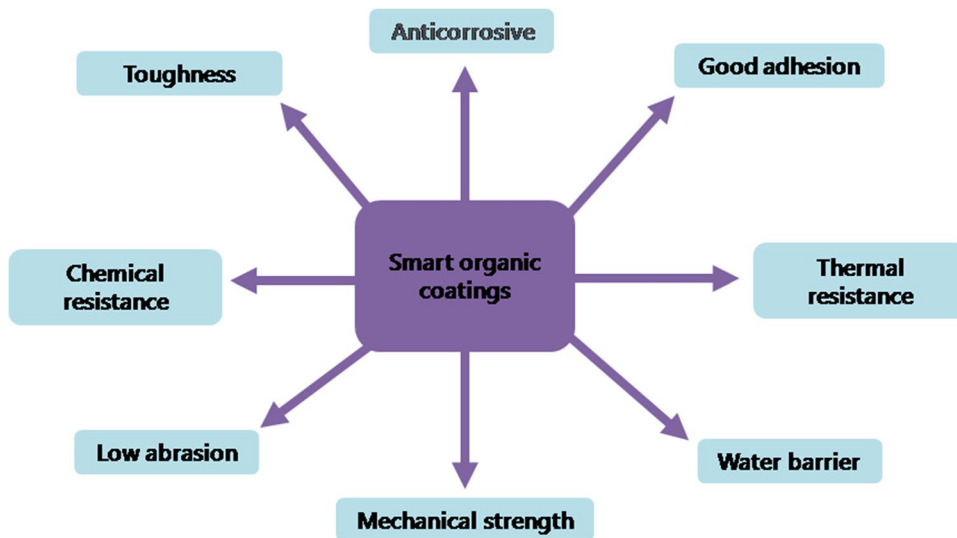 Anticorrosive
Toughness
Good adhesion
Smart organic
coatings
Chemical
resistance
Thermal
resistance
Low abrasion
Water barrier
Mechanical strength